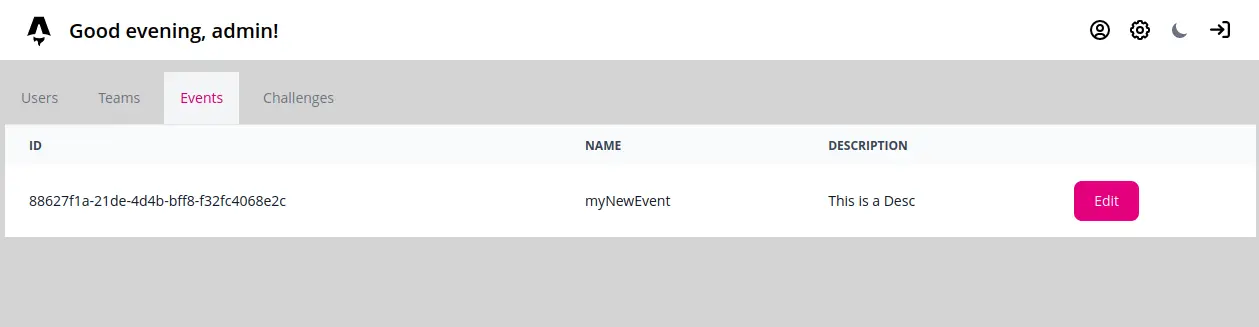 Good evening, admin!
Users Teams Events Challenges
ID NAME DESCRIPTION
88627f1a-21de-4d4b-bff8-f32fc4068e2c myNewEvent This is a Desc Edit